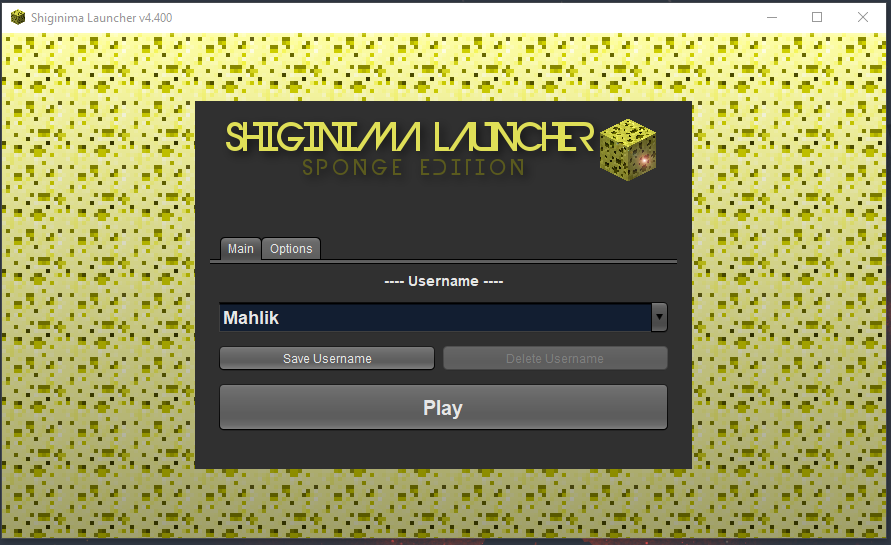 Shiginima Launcher v4.400
SHIGINIMA LAUNCHER
SPONGE EDITION
Main Options
---- Username ----
Mahlik
Save Username Delete Username
Play